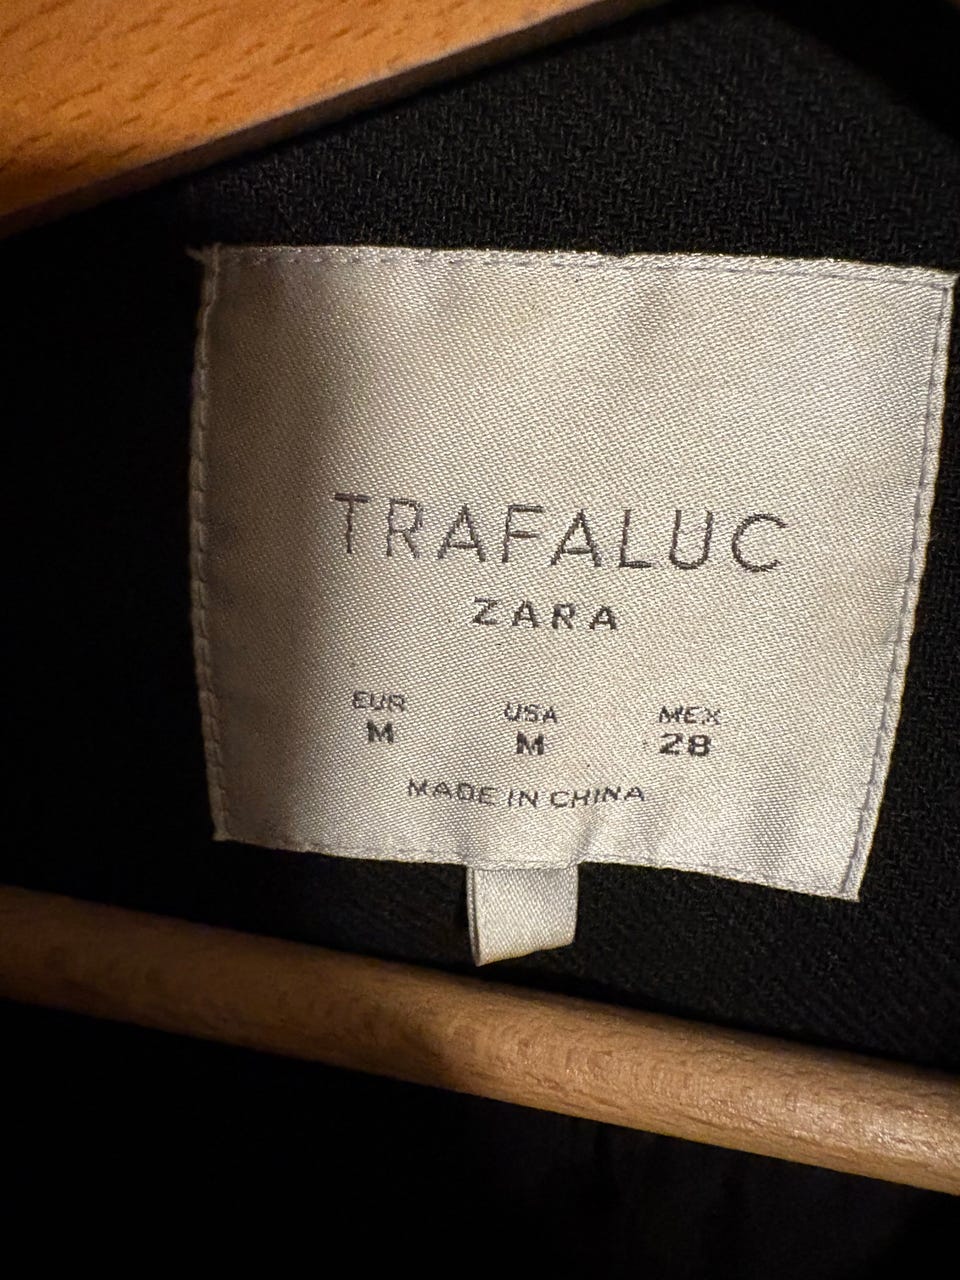 TRAFALUC
ZARA
EUR USA MEX
M M 28
MADE IN CHINA